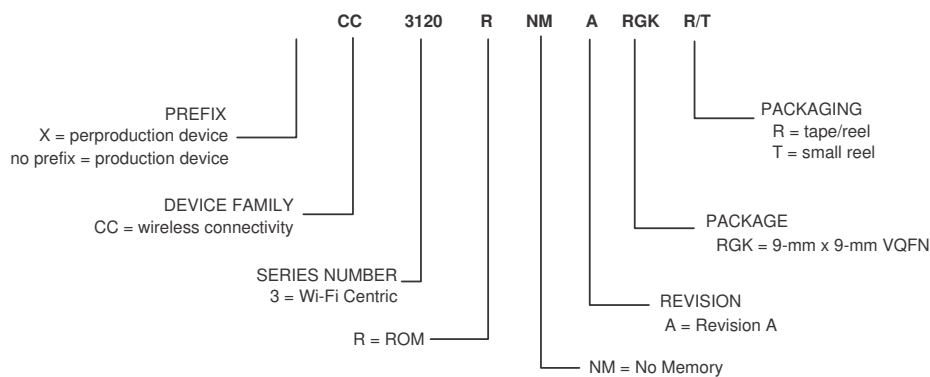 CC 3120 R NM A RGK R/T
PREFIX
X = perproduction device
no prefix = production device
PACKAGING
R = tape/reel
T = small reel
DEVICE FAMILY
CC = wireless connectivity
PACKAGE
RGK = 9-mm x 9-mm VQFN
SERIES NUMBER
3 = Wi-Fi Centric
REVISION
A = Revision A
R = ROM
NM = No Memory